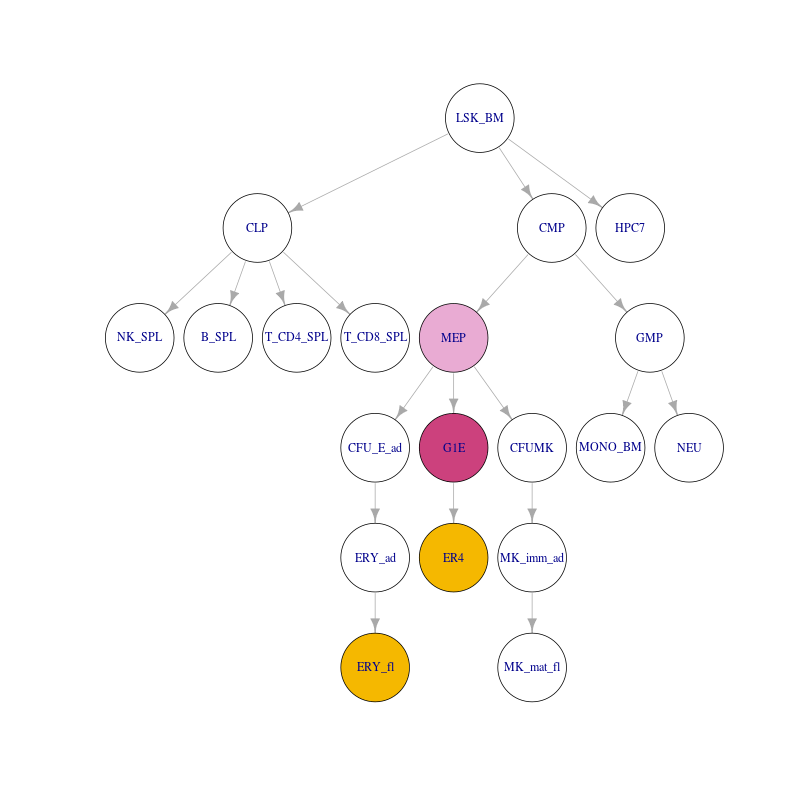 LSK_BM
CLP
CMP
HPC7
NK_SPL
B_SPL
T_CD4_SPL
T_CD8_SPL
MEP
GMP
CFU_E_ad
G1E
CFUMK
MONO_BM
NEU
ERY_ad
ER4
MK_imm_ad
ERY_fl
MK_mat_fl